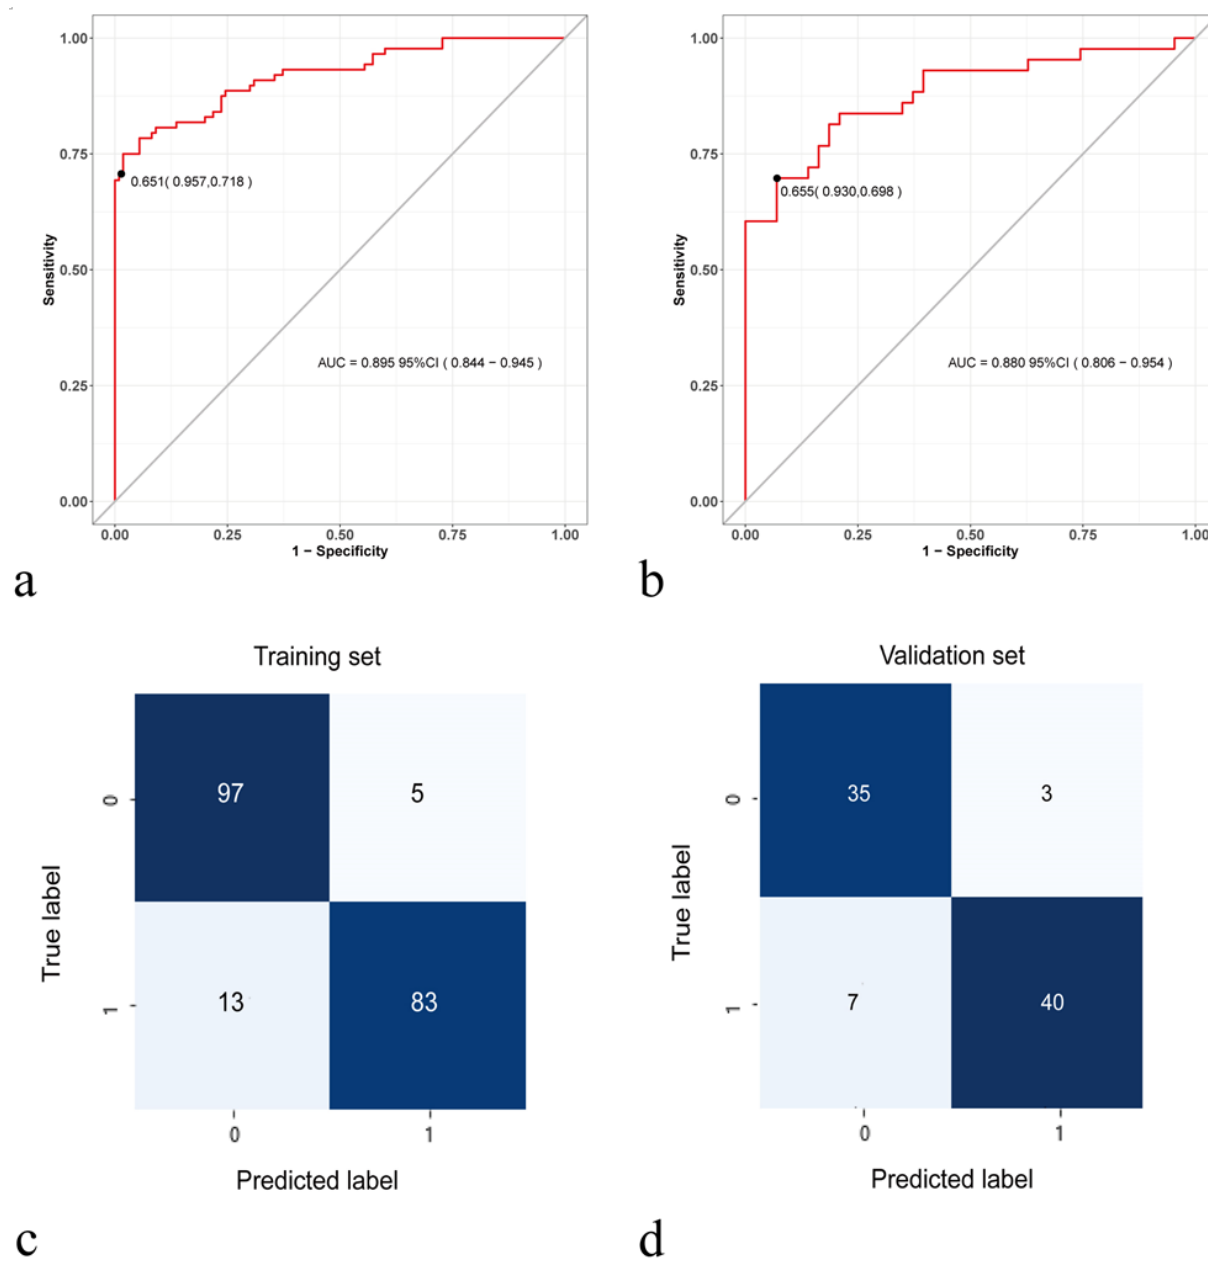 1.00
0.75
0.50
0.25
0.00
Sensitivity
0.651( 0.957,0.718 )
AUC = 0.895 95%CI ( 0.844 − 0.945 )
0.00 0.25 0.50 0.75 1.00
1 − Specificity
a
1.00
0.75
0.50
0.25
0.00
Sensitivity
0.655( 0.930,0.698 )
AUC = 0.880 95%CI ( 0.806 − 0.954 )
0.00 0.25 0.50 0.75 1.00
1 − Specificity
b
Training set
True label
0
97 5
1
13 83
0 1
Predicted label
c
Validation set
True label
0
35 3
1
7 40
0 1
Predicted label
d